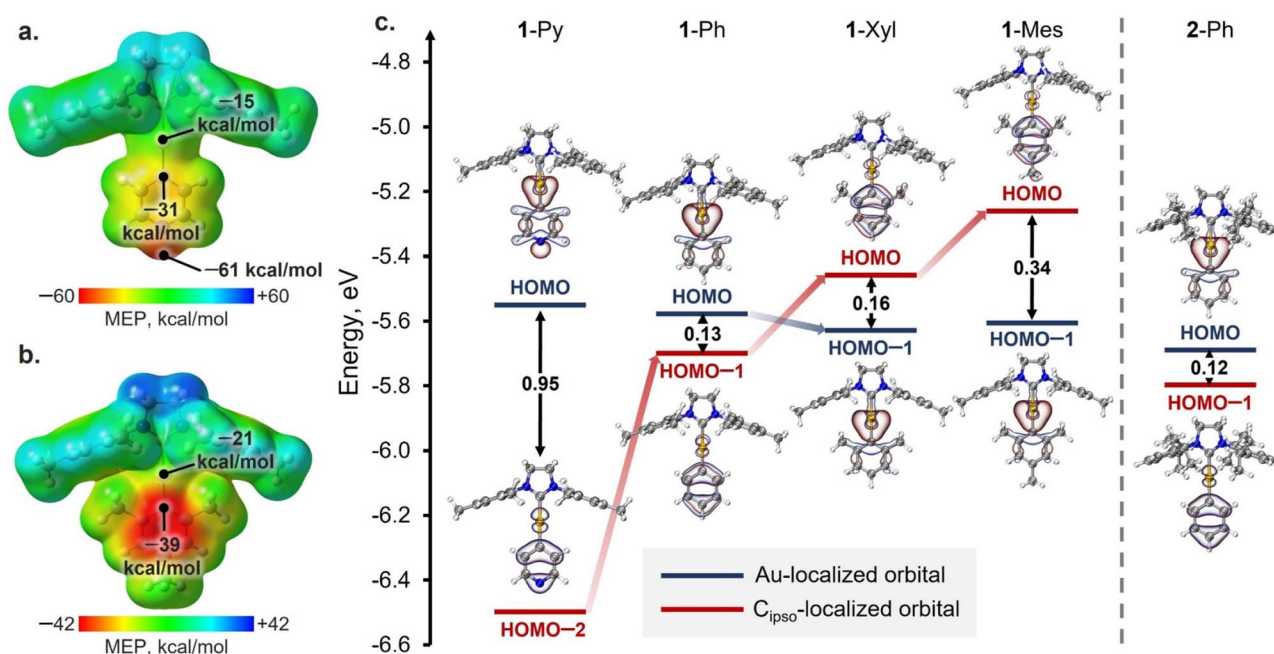 a.
−15
kcal/mol
−31
kcal/mol
−61 kcal/mol
−60
+60
MEP, kcal/mol
b.
−21
kcal/mol
−39
kcal/mol
−42
+42
MEP, kcal/mol
c.
1-Py
1-Ph
1-Xyl
1-Mes
2-Ph
Energy, eV
-4.8
-5.0
-5.2
-5.4
-5.6
-5.8
-6.0
-6.2
-6.4
-6.6
HOMO
0.95
HOMO−2
HOMO
0.13
HOMO−1
HOMO
0.16
HOMO−1
HOMO
0.34
HOMO−1
HOMO
0.12
HOMO−1
Au-localized orbital
Cipso-localized orbital